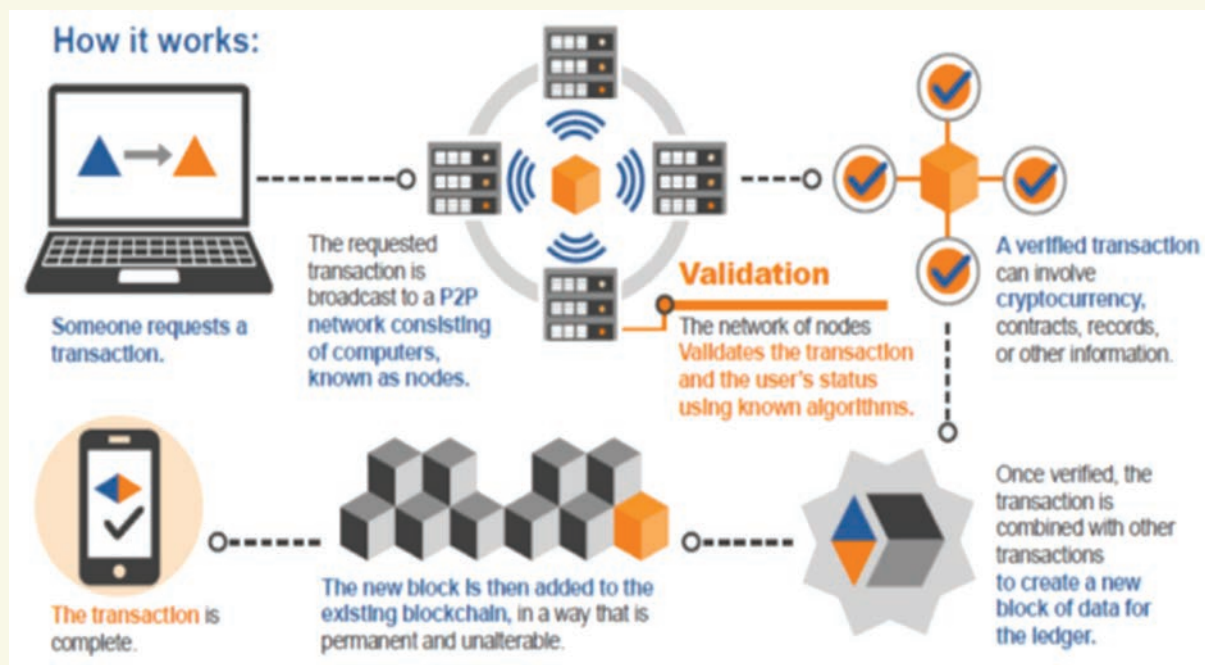 How it works:
Someone requests a
transaction.
The requested
transaction is
broadcast to a P2P
network consisting
of computers,
known as nodes.
Validation
The network of nodes
Validates the transaction
and the user's status
using known algorithms.
A verified transaction
can involve
cryptocurrency,
contracts, records,
or other information.
Once verified, the
transaction is
combined with other
transactions
to create a new
block of data for
the ledger.
The new block is then added to the
existing blockchain, in a way that is
permanent and unalterable.
The transaction is
complete.